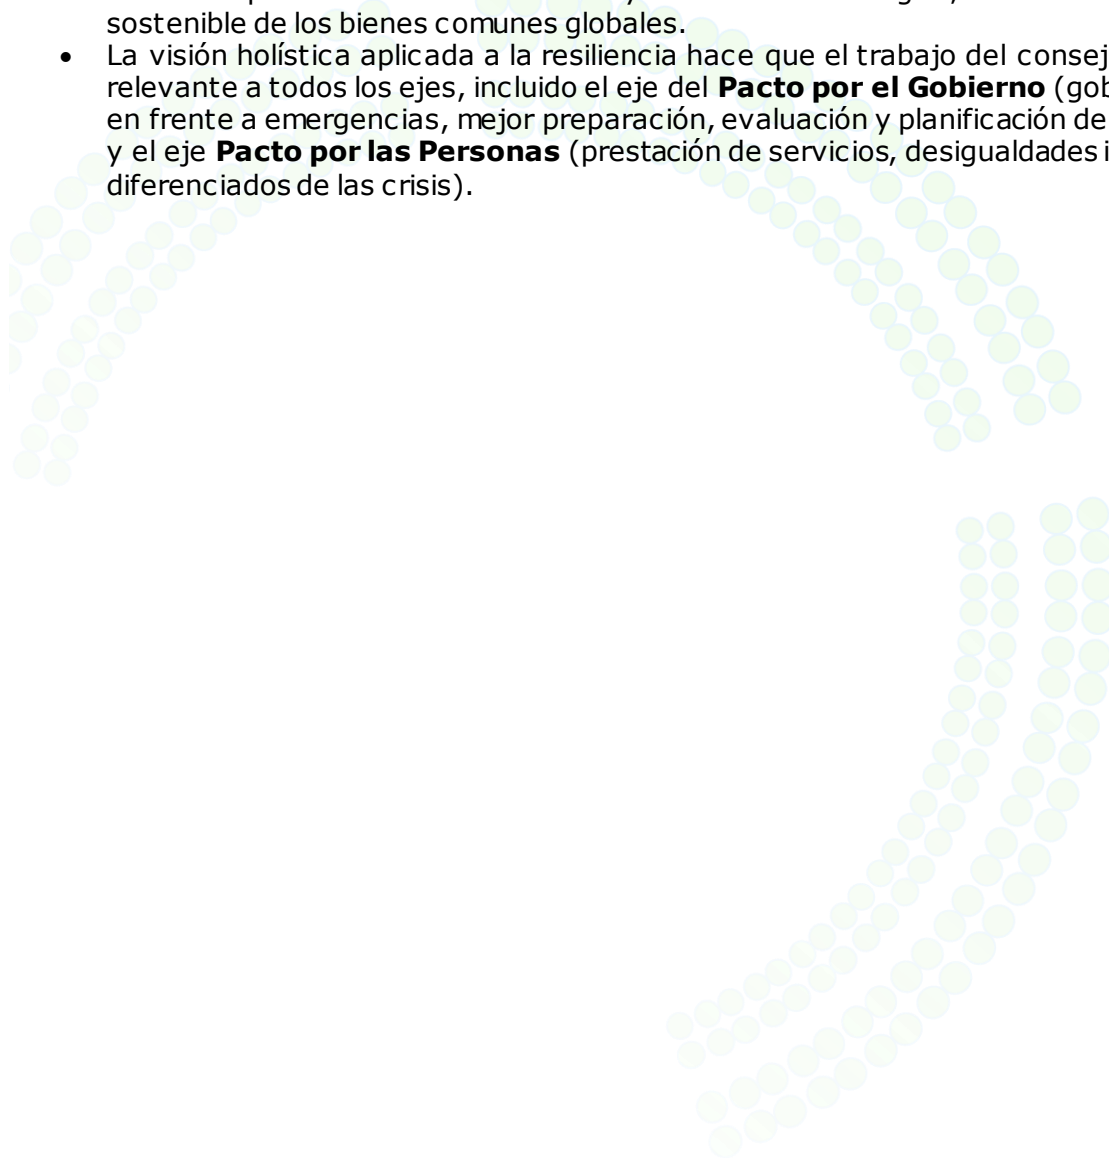 sostenible de los bienes comunes globales.
• La visión holística aplicada a la resiliencia hace que el trabajo del
relevante a todos los ejes, incluido el eje del Pacto por el Gobierno
en frente a emergencias, mejor preparación, evaluación y planificación de
y el eje Pacto por las Personas (prestación de servicios, desigualdades
diferenciados de las crisis).